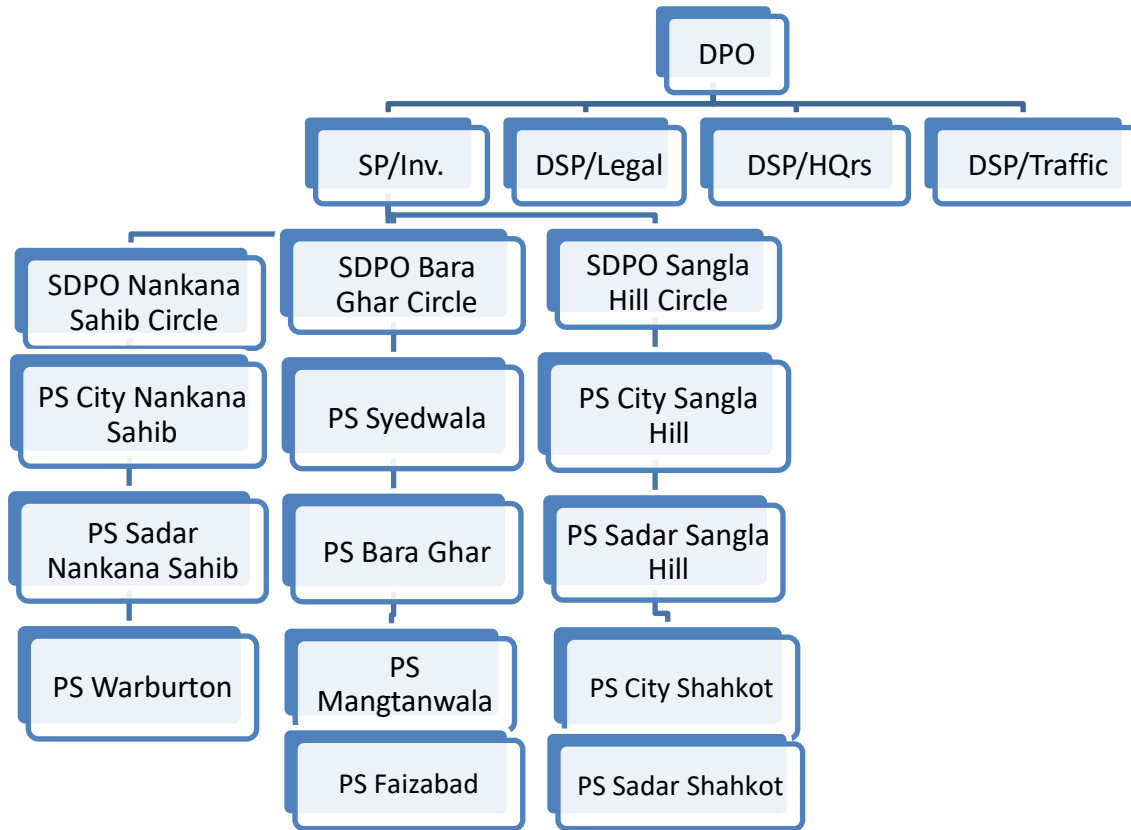 DPO
SP/Inv.
DSP/Legal
DSP/HQrs
DSP/Traffic
SDPO Nankana
Sahib Circle
SDPO Bara
Ghar Circle
SDPO Sangla
Hill Circle
PS City Nankana
Sahib
PS Syedwala
PS City Sangla
Hill
PS Sadar
Nankana Sahib
PS Bara Ghar
PS Sadar Sangla
Hill
PS Warburton
PS
Mangtanwala
PS City Shahkot
PS Faizabad
PS Sadar Shahkot